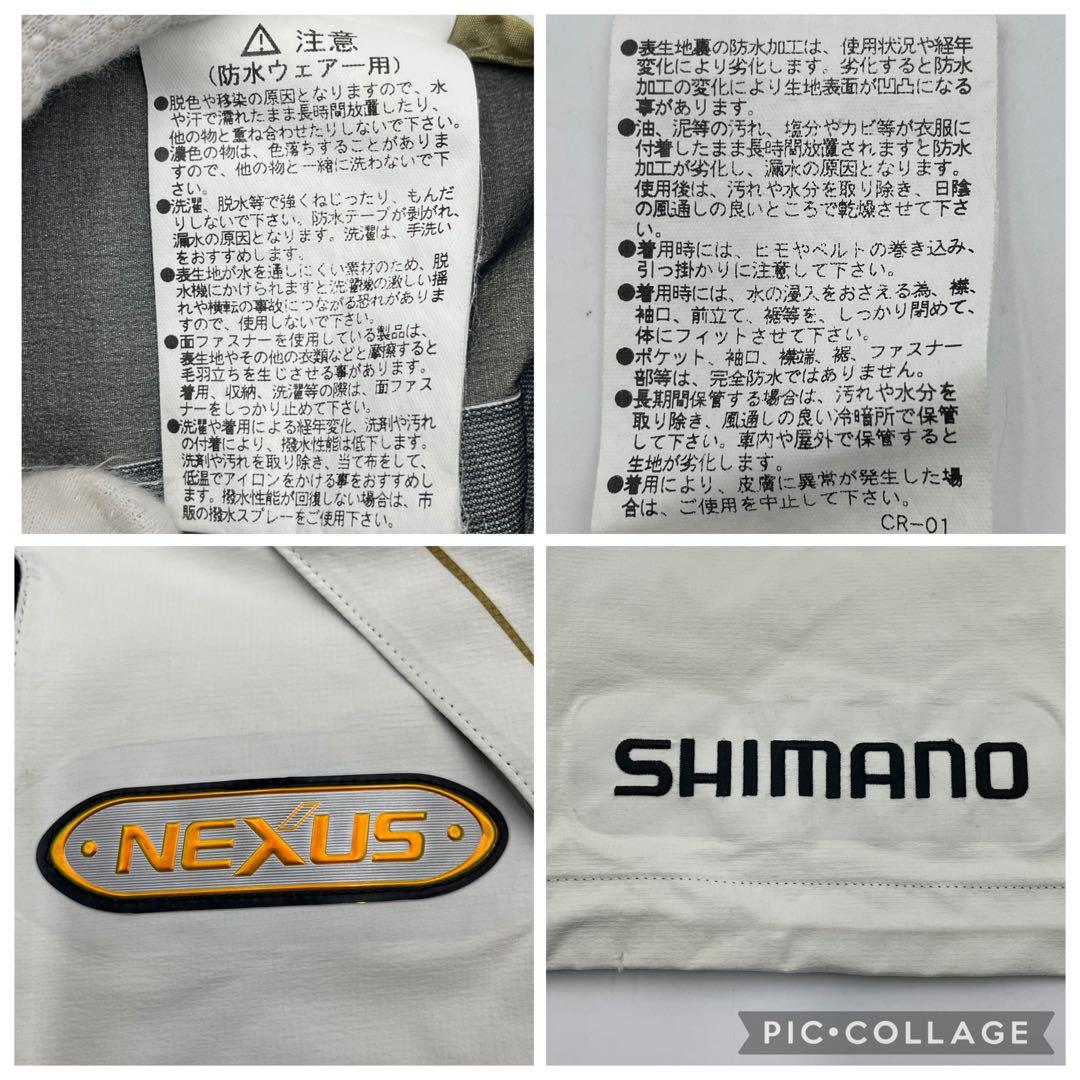 注意
(防水ウェアー用)
●脱色や移染の原因となりますので、水
や汗で濡れたまま長時間放置したり、
他の物と重ね合わせたりしないで下さい。
●濃色の物は、色落ちすることがありま
すので、他の物と一緒に洗わないで下
さい。
●洗濯、脱水等で強くねじったり、もんだ
りしないで下さい。防水テープが剥がれ、
漏水の原因となります。洗濯は、手洗い
をおすすめします。
●表生地が水を通しにくい素材のため、脱
水機にかけられますと洗濯機の激しい揺
れや横転の事故につながる恐れがありま
すので、使用しないで下さい。
●面ファスナーを使用している製品は、
表生地やその他の衣類などと摩擦すると
毛羽立ちを生じさせる事があります。
着用、収納、洗濯等の際は、面ファス
ナーをしっかり止めて下さい。
●洗濯や着用による経年変化、洗剤や汚れ
の付着により、撥水性能は低下します。
洗剤や汚れを取り除き、当て布をして、
低温でアイロンをかける事をおすすめし
ます。撥水性能が回復しない場合は、市
販の撥水スプレーをご使用下さい。
●表生地裏の防水加工は、使用状況や経年
変化により劣化します。劣化すると防水
加工の変化により生地表面が凹凸になる
事があります。
●油、泥等の汚れ、塩分やカビ等が衣服に
付着したまま長時間放置されますと防水
加工が劣化し、漏水の原因となります。
使用後は、汚れや水分を取り除き、日陰
の風通しの良いところで乾燥させて下さ
い。
●着用時には、ヒモやベルトの巻き込み、
引っ掛かりに注意して下さい。
●着用時には、水の浸入をおさえる為、襟、
袖口、前立て、裾等を、しっかり閉めて、
体にフィットさせて下さい。
●ポケット、袖口、襟端、裾、ファスナー
部等は、完全防水ではありません。
●長期間保管する場合は、汚れや水分を
取り除き、風通しの良い冷暗所で保管
して下さい。車内や屋外で保管すると
生地が劣化します。
●着用により、皮膚に異常が発生した場
合は、ご使用を中止して下さい。
CR-01
NEXUS
SHIMANO
PIC•COLLAGE